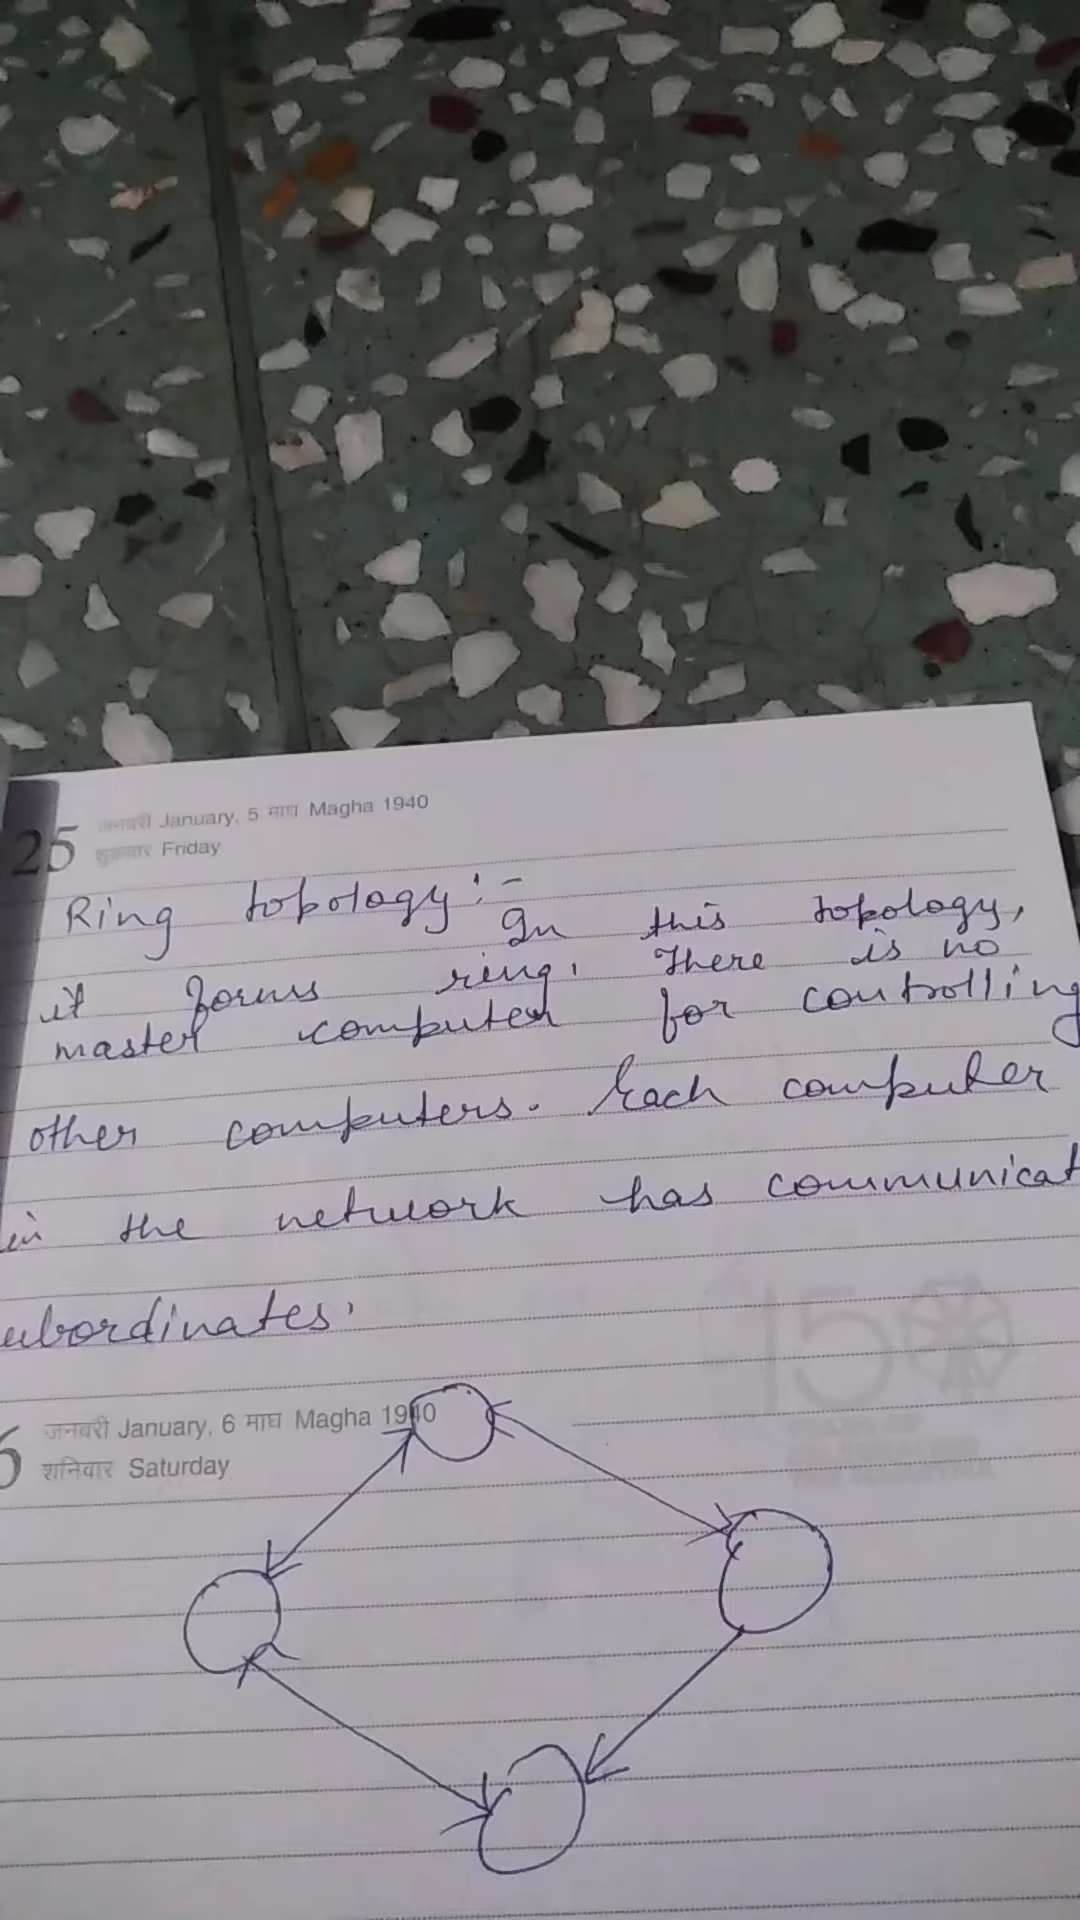 25 जनवरी January, 5 माघ Magha 1940
शुक्रवार Friday
Ring topology :-
In this topology,
it forms ring. There is no
master computer for controlling
other computers. Each computer
in the network has communicat
ubordinates.
6 जनवरी January, 6 माघ Magha 1940
शनिवार Saturday